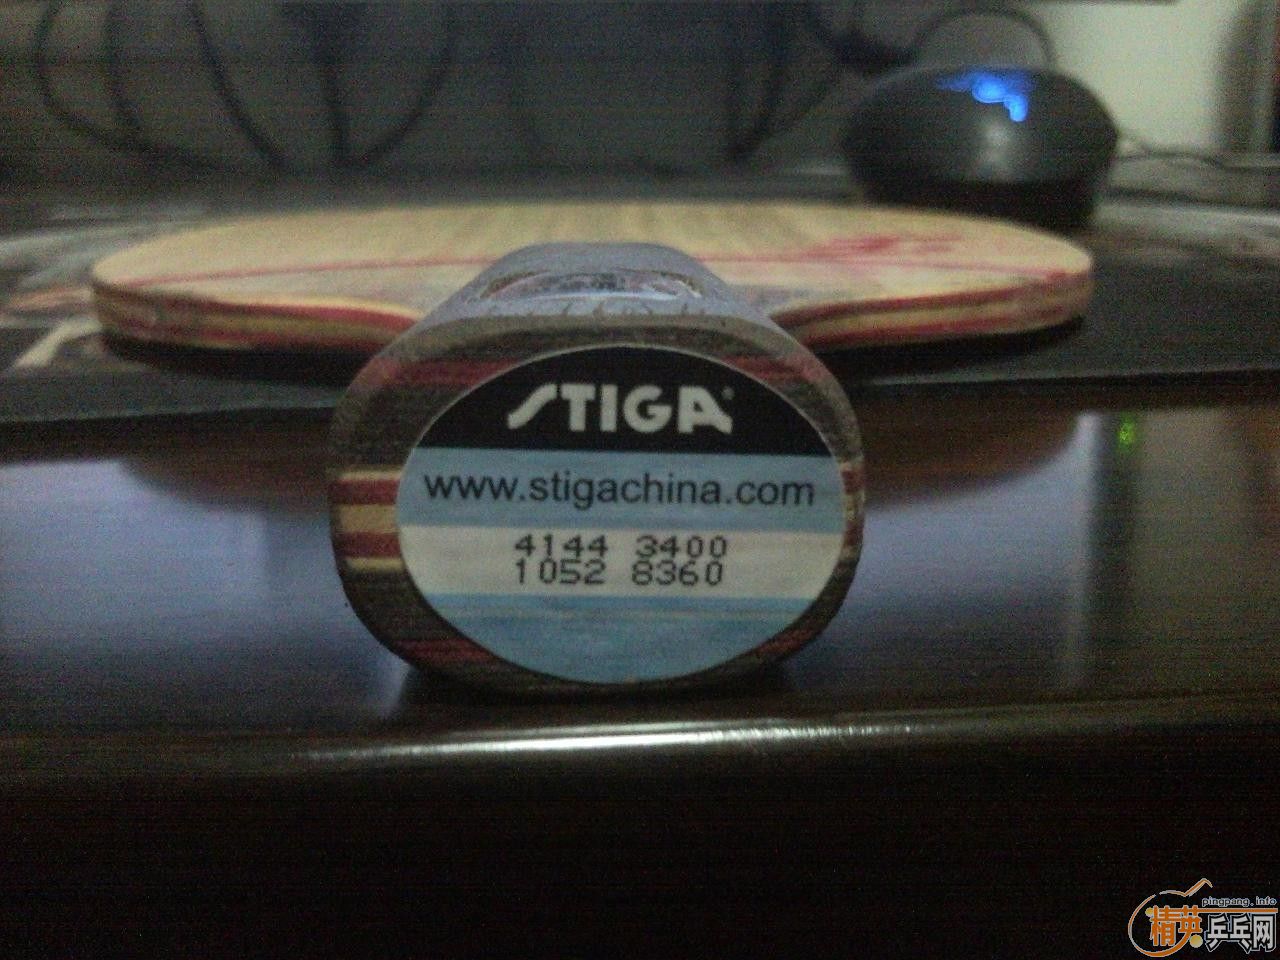 STIGA
www.stigachina.com
4144 3400
1052 8360
pingpang.info
精英乒乓网